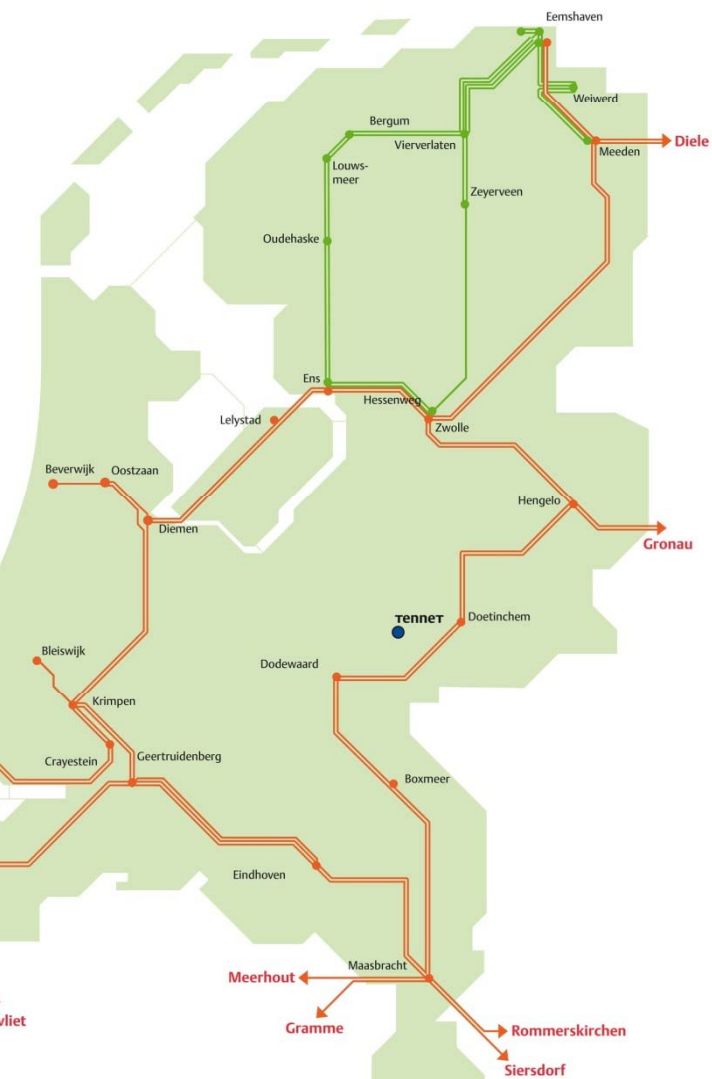 Eemshaven
Weiwerd
Bergum
Vierverlaten
Diele
Meeden
Louws-
meer
Zeyerveen
Oudehaske
Ens
Hessenweg
Lelystad
Zwolle
Beverwijk
Oostzaan
Hengelo
Diemen
Gronau
TenneT
Doetinchem
Bleiswijk
Dodewaard
Krimpen
Geertruidenberg
Crayestein
Boxmeer
Eindhoven
Maasbracht
Meerhout
vliet
Gramme
Rommerskirchen
Siersdorf